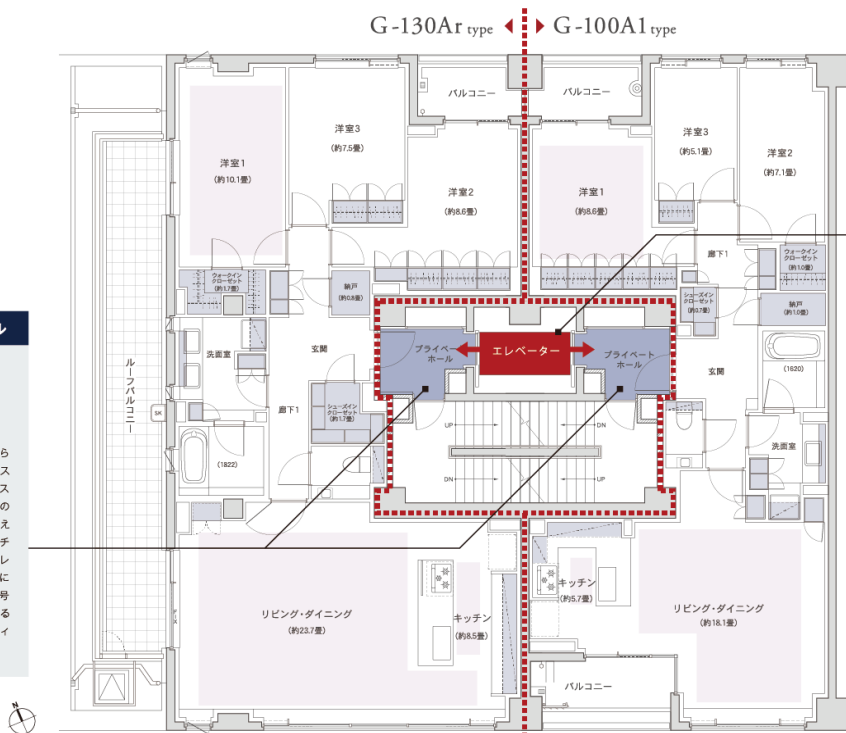 G-130Ar type
G-100A1 type
バルコニー
バルコニー
洋室1
(約10.1畳)
洋室3
(約7.5畳)
洋室2
(約8.6畳)
洋室1
(約8.6畳)
洋室3
(約5.1畳)
洋室2
(約7.1畳)
ウォークイン
クローゼット
(約1.7畳)
納戸
(約0.8畳)
廊下1
ウォークイン
クローゼット
(約1.0畳)
シューズイン
クローゼット
(約0.7畳)
納戸
(約1.0畳)
ル
ルーフバルコニー
SK
洗面室
玄関
プライベート
ホール
エレベーター
プライベート
ホール
玄関
(1620)
廊下1
シューズイン
クローゼット
(約1.7畳)
(1822)
UP
DN
DN
UP
洗面室
ら
ス
ス
の
え
チ
レ
に
号
る
ィ
リビング・ダイニング
(約23.7畳)
キッチン
(約8.5畳)
キッチン
(約5.7畳)
リビング・ダイニング
(約18.1畳)
バルコニー
N